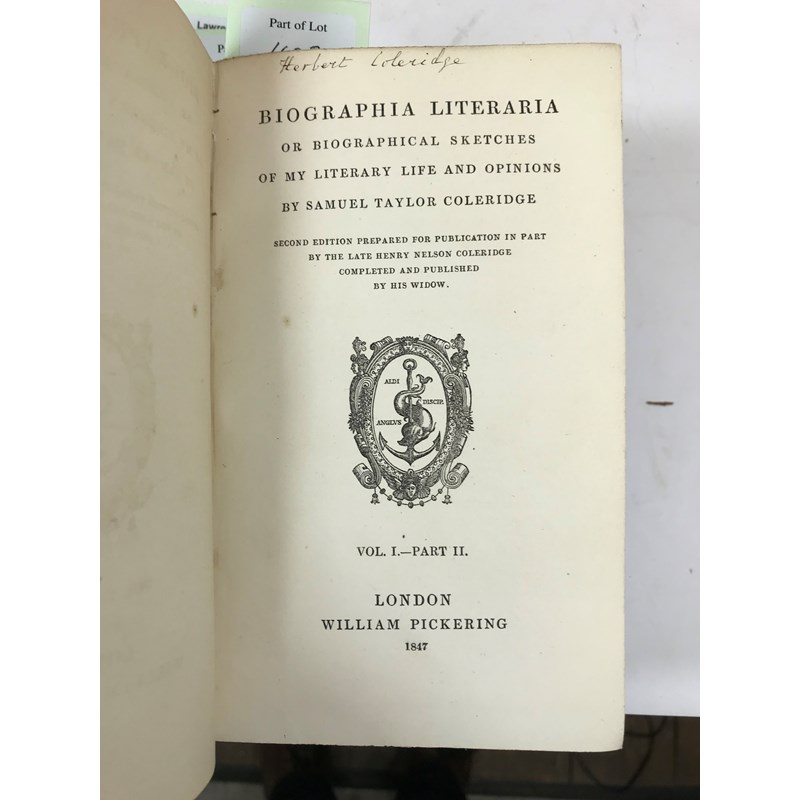 Lawre
Part of Lot
P
Herbert Coleridge
BIOGRAPHIA LITERARIA
OR BIOGRAPHICAL SKETCHES
OF MY LITERARY LIFE AND OPINIONS
BY SAMUEL TAYLOR COLERIDGE
SECOND EDITION PREPARED FOR PUBLICATION IN PART
BY THE LATE HENRY NELSON COLERIDGE
COMPLETED AND PUBLISHED
BY HIS WIDOW.
ALDI
DISCIP.
ANGLVS
VOL. I.—PART II.
LONDON
WILLIAM PICKERING
1847